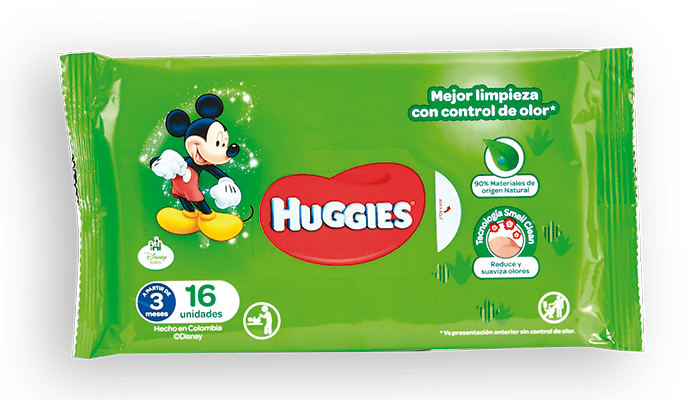 Mejor limpieza
con control de olor*
90% Materiales de
origen Natural
HUGGIES®
Tecnología Smell Clean
Reduce y
suaviza olores
Disney
baby
A PARTIR DE
3
meses
16
unidades
Hecho en Colombia
©Disney
* Vs presentación anterior sin control de olor.